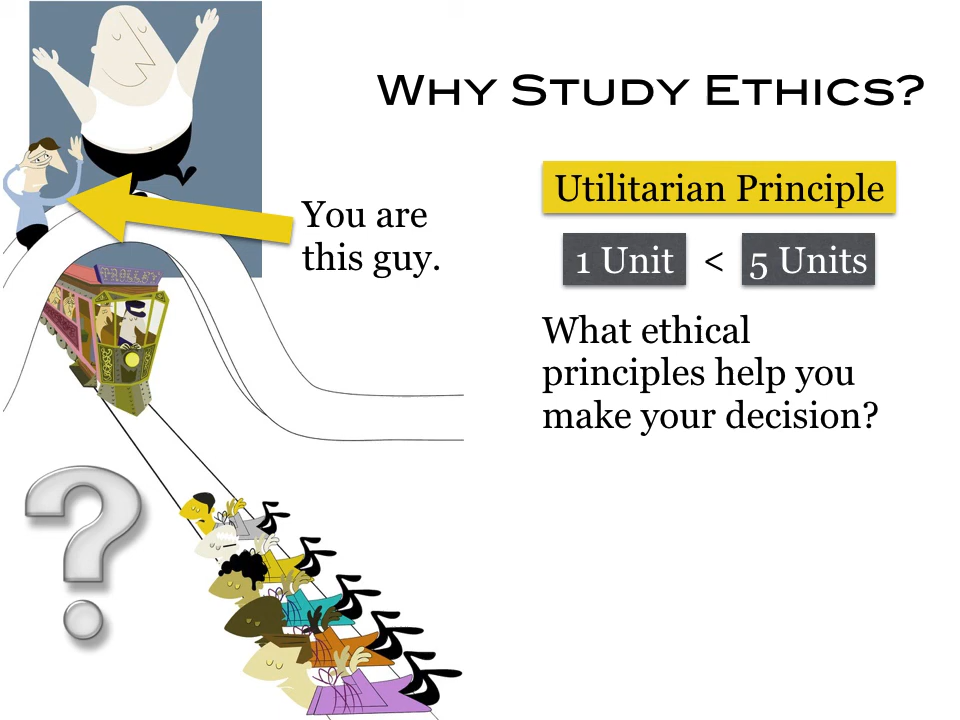 Why Study Ethics?
Utilitarian Principle
You are
this guy.
1 Unit < 5 Units
TROLLEY
What ethical
principles help you
make your decision?
?